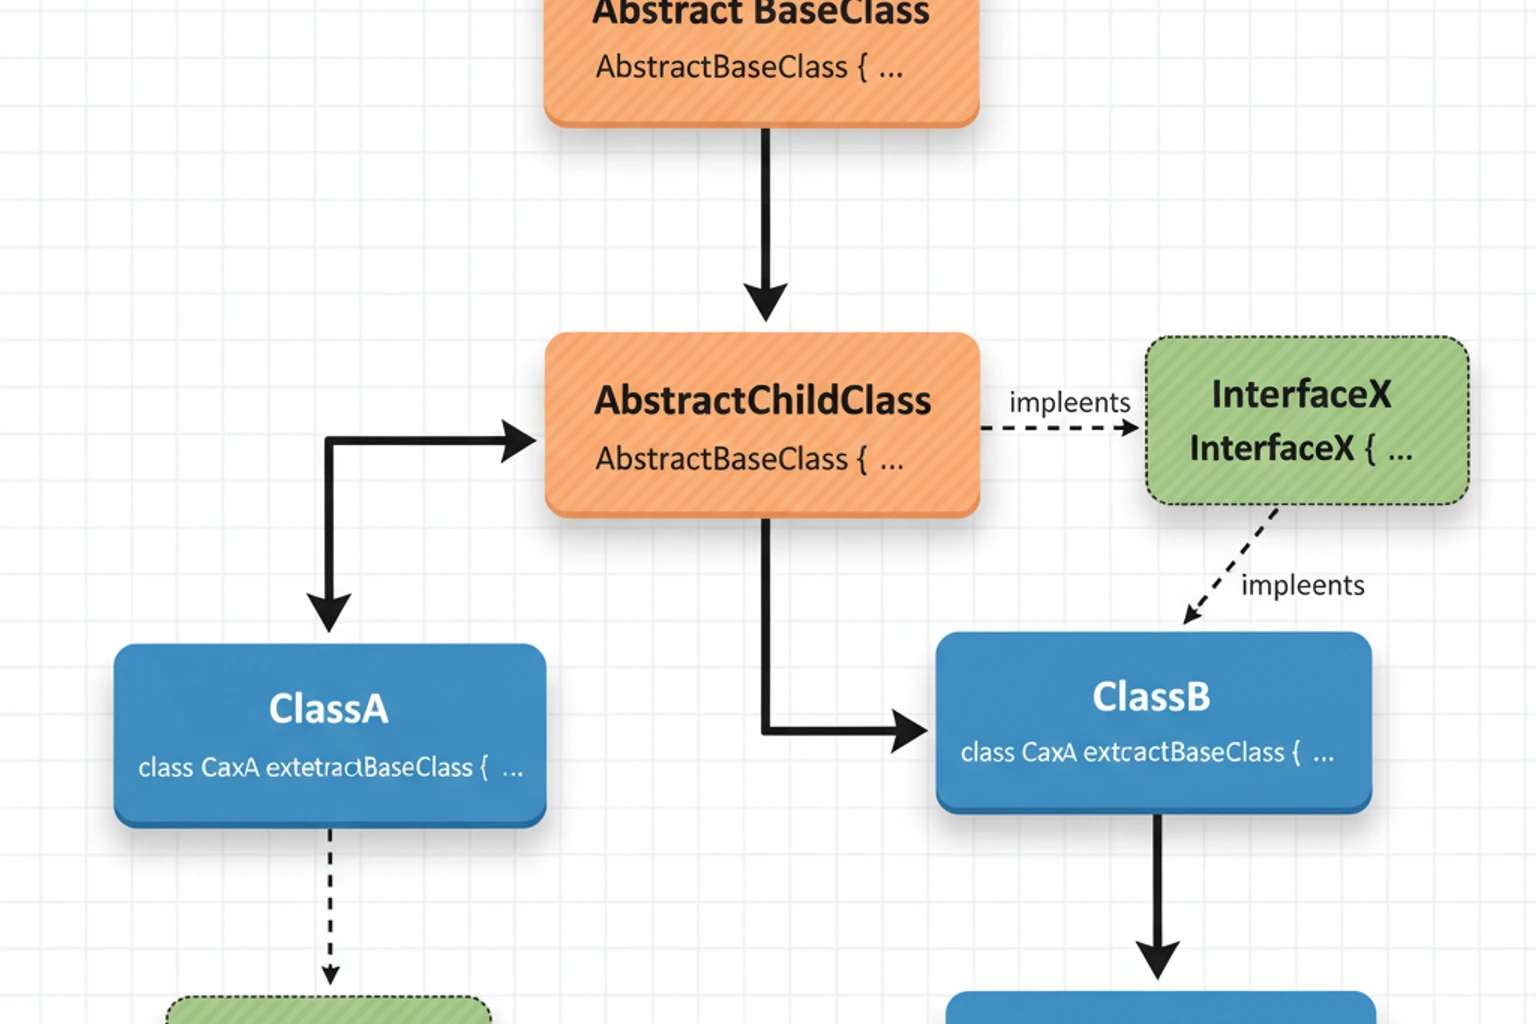 Abstract BaseClass
AbstractBaseClass { ...
AbstractChildClass
AbstractBaseClass { ...
impleents
InterfaceX
InterfaceX { ...
impleents
ClassA
class CaxA extetractBaseClass { ...
ClassB
class CaxA extcactBaseClass { ...